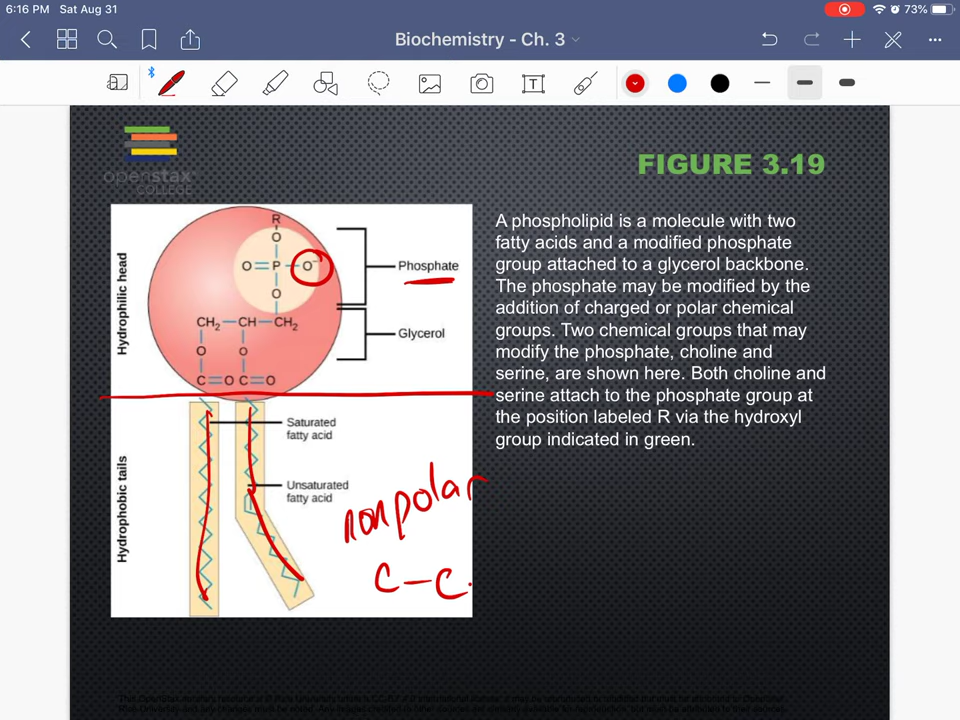 6:16 PM Sat Aug 31
73%
Biochemistry - Ch. 3
T
openstax
COLLEGE
FIGURE 3.19
A phospholipid is a molecule with two
fatty acids and a modified phosphate
group attached to a glycerol backbone.
The phosphate may be modified by the
addition of charged or polar chemical
groups. Two chemical groups that may
modify the phosphate, choline and
serine, are shown here. Both choline and
serine attach to the phosphate group at
the position labeled R via the hydroxyl
group indicated in green.
Hydrophilic head
R
O
O=P-O⁻
O
CH₂-CH-CH₂
O O
C=O C=O
Phosphate
Glycerol
Hydrophobic tails
Saturated
fatty acid
Unsaturated
fatty acid
nonpolar
C-C